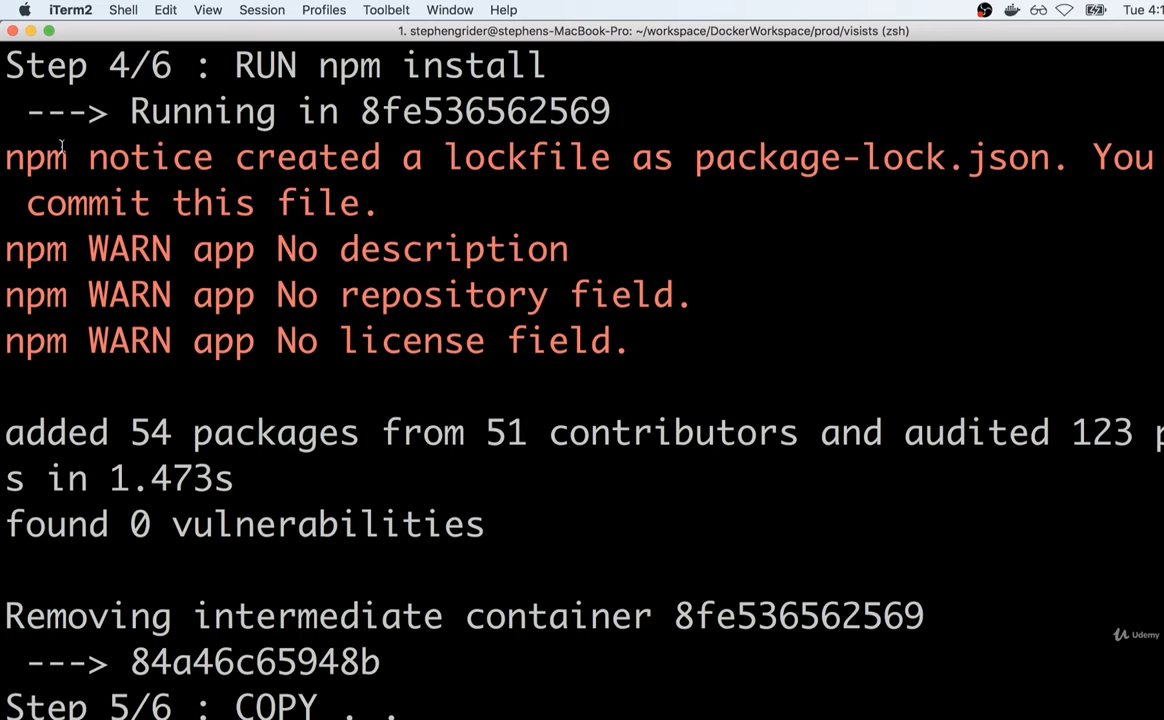 iTerm2 Shell Edit View Session Profiles Toolbelt Window Help Tue 4:1
1. stephengrider@stephens-MacBook-Pro: ~/workspace/DockerWorkspace/prod/visists (zsh)
Step 4/6 : RUN npm install
---> Running in 8fe536562569
npm notice created a lockfile as package-lock.json. You
commit this file.
npm WARN app No description
npm WARN app No repository field.
npm WARN app No license field.
added 54 packages from 51 contributors and audited 123 p
s in 1.473s
found 0 vulnerabilities
Removing intermediate container 8fe536562569
Udemy
---> 84a46c65948b
Step 5/6 : COPY . .